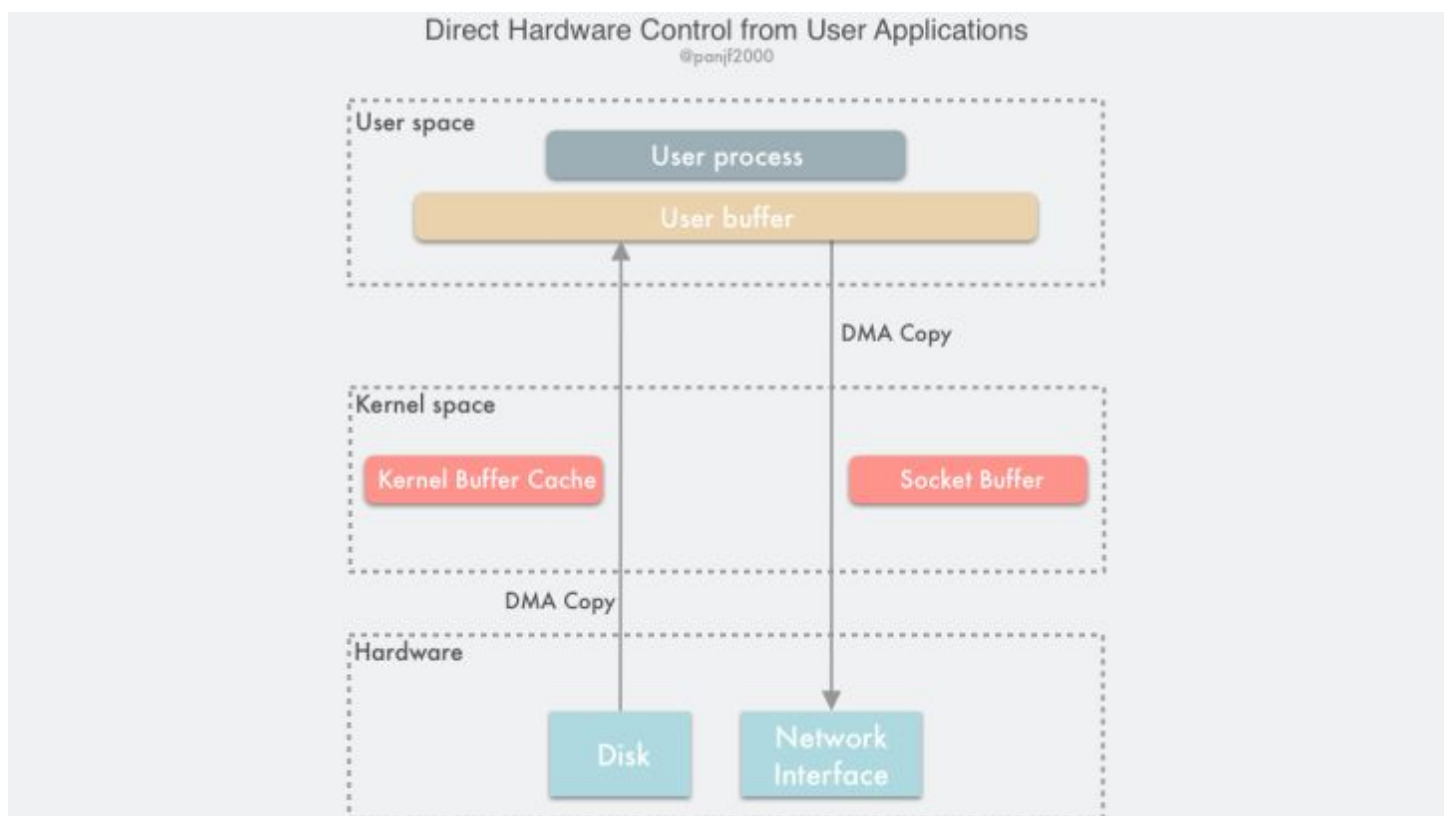 Direct Hardware Control from User Applications
@panjf2000
User space
User process
User buffer
DMA Copy
Kernel space
Kernel Buffer Cache
Socket Buffer
DMA Copy
Hardware
Disk
Network
Interface